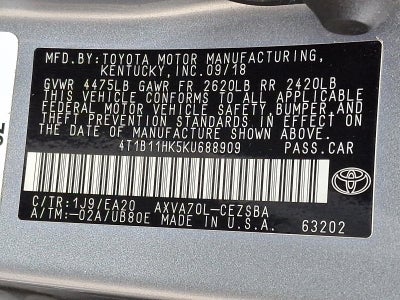 MFD.BY:TOYOTA MOTOR MANUFACTURING,
KENTUCKY,INC.09/18
GVWR 4475LB GAWR FR 2620LB RR 2420LB
THIS VEHICLE CONFORMS TO ALL APPLICABLE
FEDERAL MOTOR VEHICLE SAFETY,BUMPER,AND
THEFT PREVENTION STANDARDS IN EFFECT ON
THE DATE OF MANUFACTURE SHOWN ABOVE.
4T1B11HK5KU688909 PASS.CAR
C/TR:1J9/EA20 AXVA70L-CEZSBA
A/TM:-02A/UB80E MADE IN U.S.A. 63202
TOYOTA